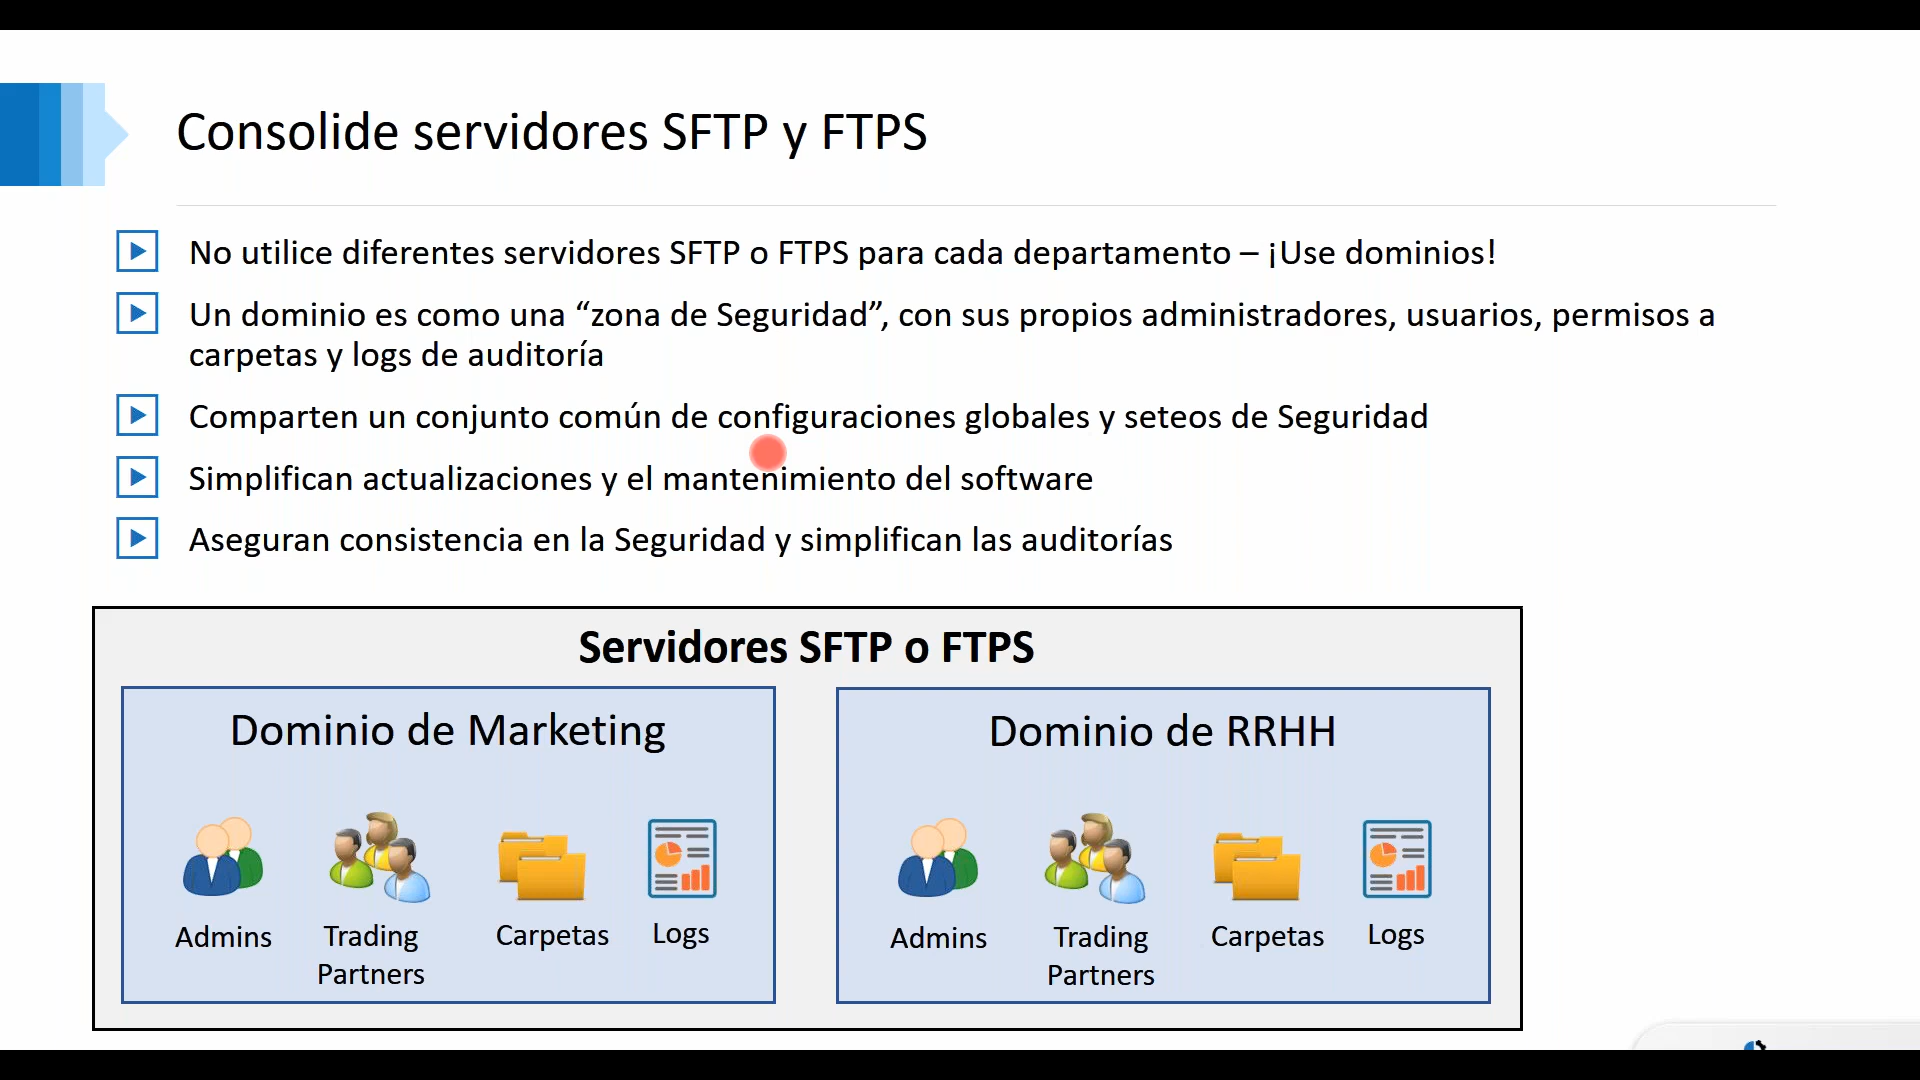 Consolide servidores SFTP y FTPS
No utilice diferentes servidores SFTP o FTPS para cada departamento – ¡Use dominios!
Un dominio es como una “zona de Seguridad”, con sus propios administradores, usuarios, permisos a
carpetas y logs de auditoría
Comparten un conjunto común de configuraciones globales y seteos de Seguridad
Simplifican actualizaciones y el mantenimiento del software
Aseguran consistencia en la Seguridad y simplifican las auditorías
Servidores SFTP o FTPS
Dominio de Marketing
Admins
Trading
Partners
Carpetas
Logs
Dominio de RRHH
Admins
Trading
Partners
Carpetas
Logs